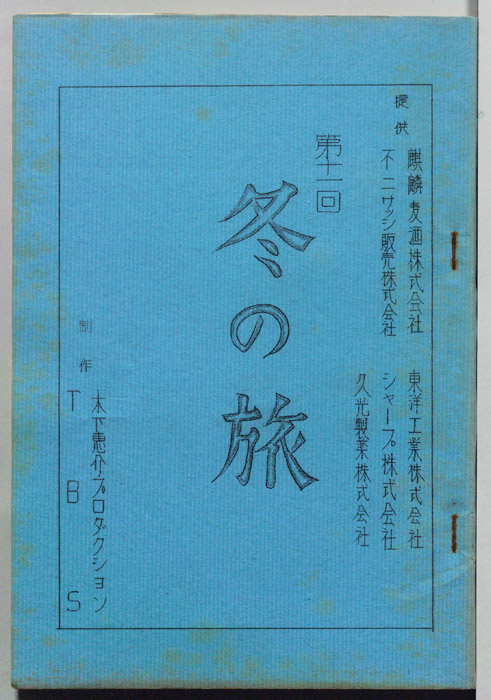 提供
麒麟麦酒株式会社
不二サッシ販売株式会社
東洋工業株式会社
シャープ株式会社
久光製薬株式会社
第十一回
冬の旅
制作
木下恵介プロダクション
TBS